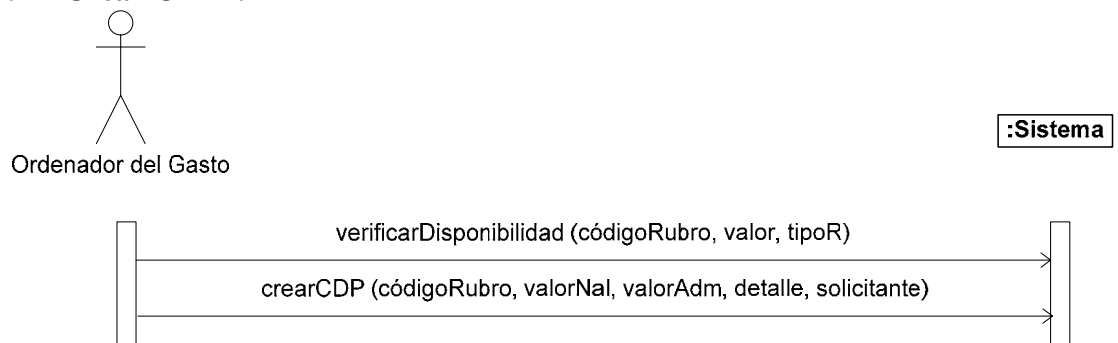 :Sistema
Ordenador del Gasto
verificarDisponibilidad (códigoRubro, valor, tipoR)
crearCDP (códigoRubro, valorNal, valorAdm, detalle, solicitante)